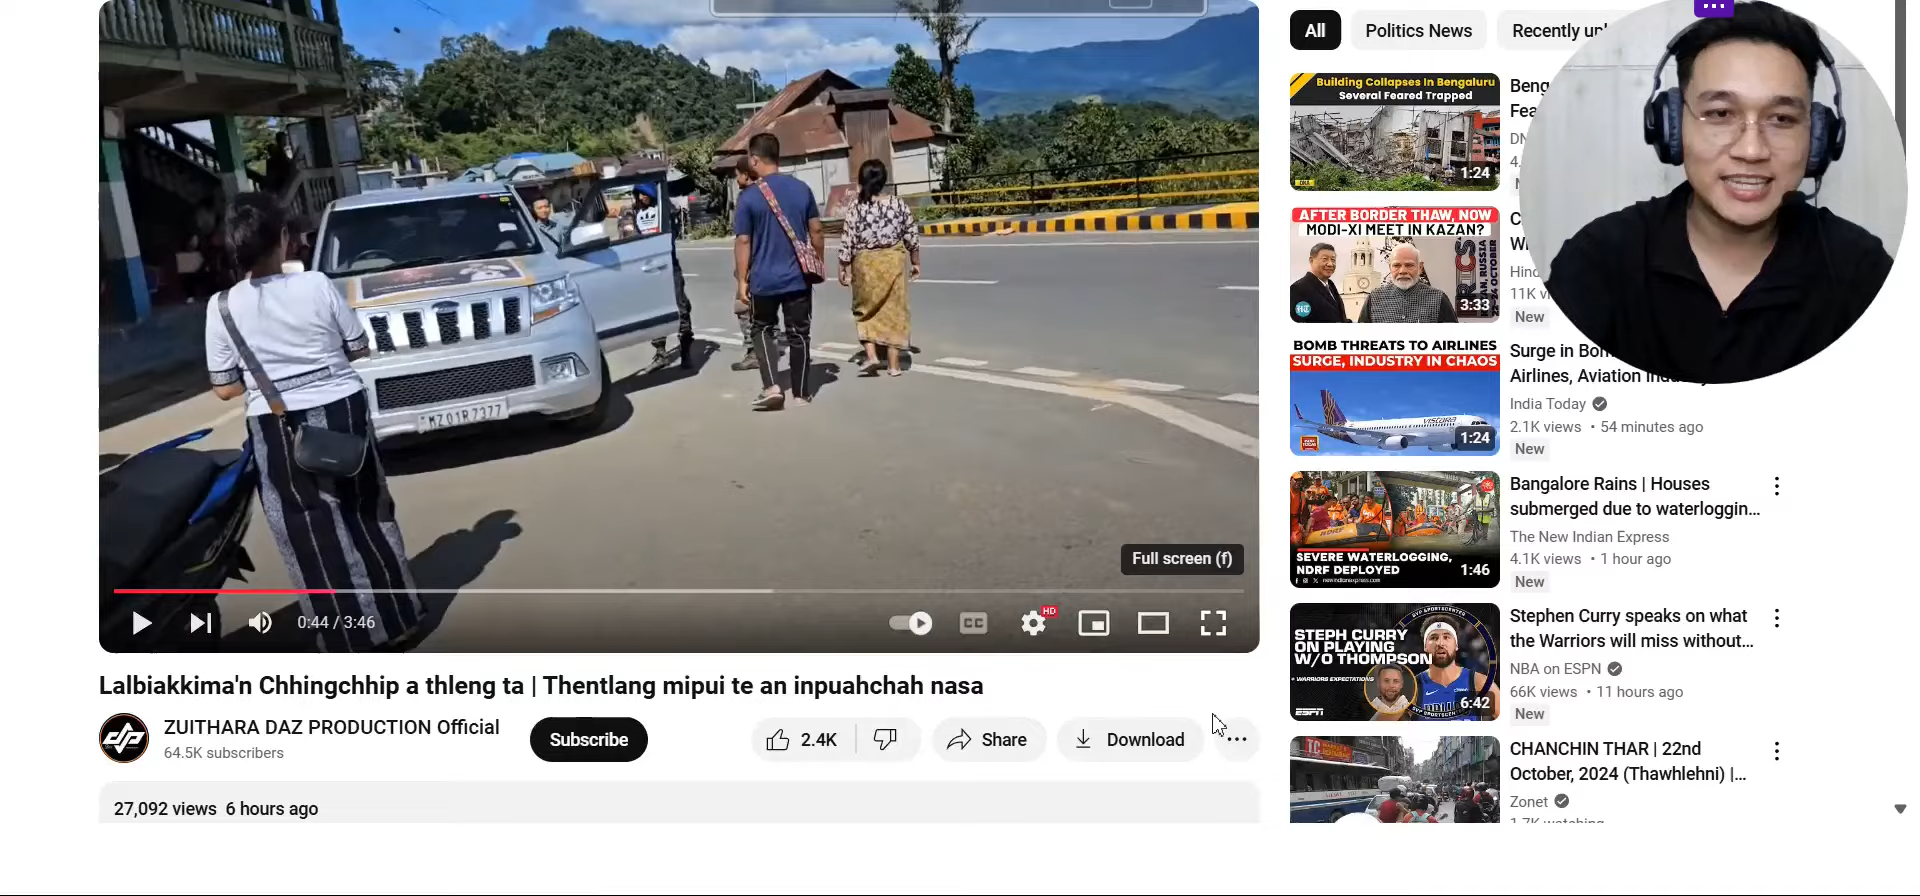 MZ01R7377
Full screen (f)
0:44 / 3:46
CC
HD
Lalbiakkima'n Chhingchhip a thleng ta | Thentlang mipui te an inpuahchah nasa
ZUITHARA DAZ PRODUCTION Official
64.5K subscribers
Subscribe
2.4K
Share
Download
27,092 views 6 hours ago
All
Politics News
Recently
Building Collapses In Bengaluru
Several Feared Trapped
1:24
AFTER BORDER THAW, NOW
MODI-XI MEET IN KAZAN?
3:33
New
BOMB THREATS TO AIRLINES
SURGE, INDUSTRY IN CHAOS
VISTARA
1:24
Surge in
Airlines, Aviation
India Today
2.1K views • 54 minutes ago
New
SEVERE WATERLOGGING,
NDRF DEPLOYED
1:46
Bangalore Rains | Houses
submerged due to waterloggin...
The New Indian Express
4.1K views • 1 hour ago
New
STEPH CURRY
ON PLAYING
W/O THOMPSON
WARRIORS EXPECTATIONS
ESPN
6:42
Stephen Curry speaks on what
the Warriors will miss without...
NBA on ESPN
66K views • 11 hours ago
New
CHANCHIN THAR | 22nd
October, 2024 (Thawhlehni) |...
Zonet